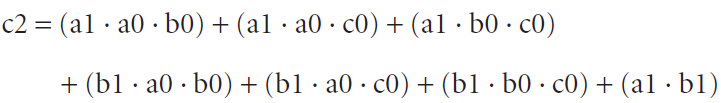 c2 = (a1 · a0 · b0) + (a1 · a0 · c0) + (a1 · b0 · c0)
+ (b1 · a0 · b0) + (b1 · a0 · c0) + (b1 · b0 · c0) + (a1 · b1)